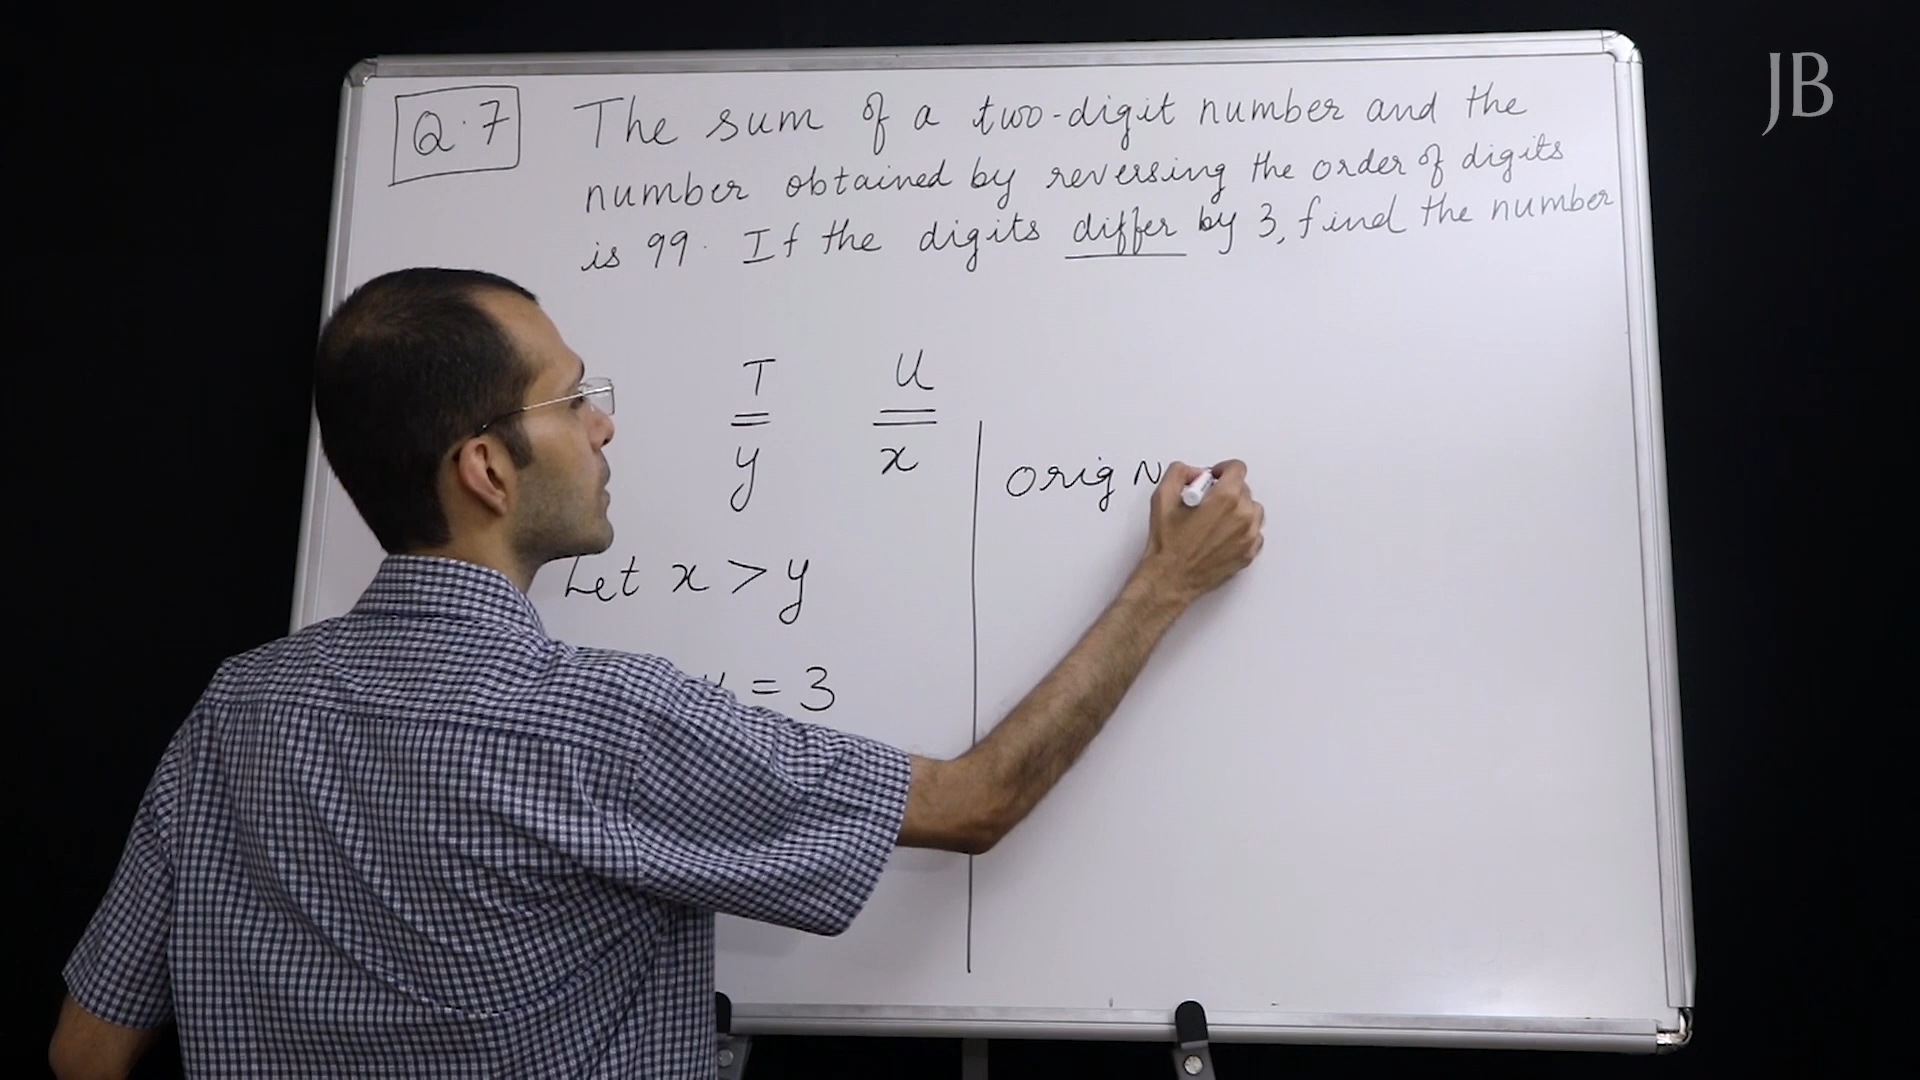 JB
Q.7 The sum of a two-digit number and the
number obtained by reversing the order of digits
is 99. If the digits differ by 3, find the number
T U
y x
Orig N
Let x > y
y = 3